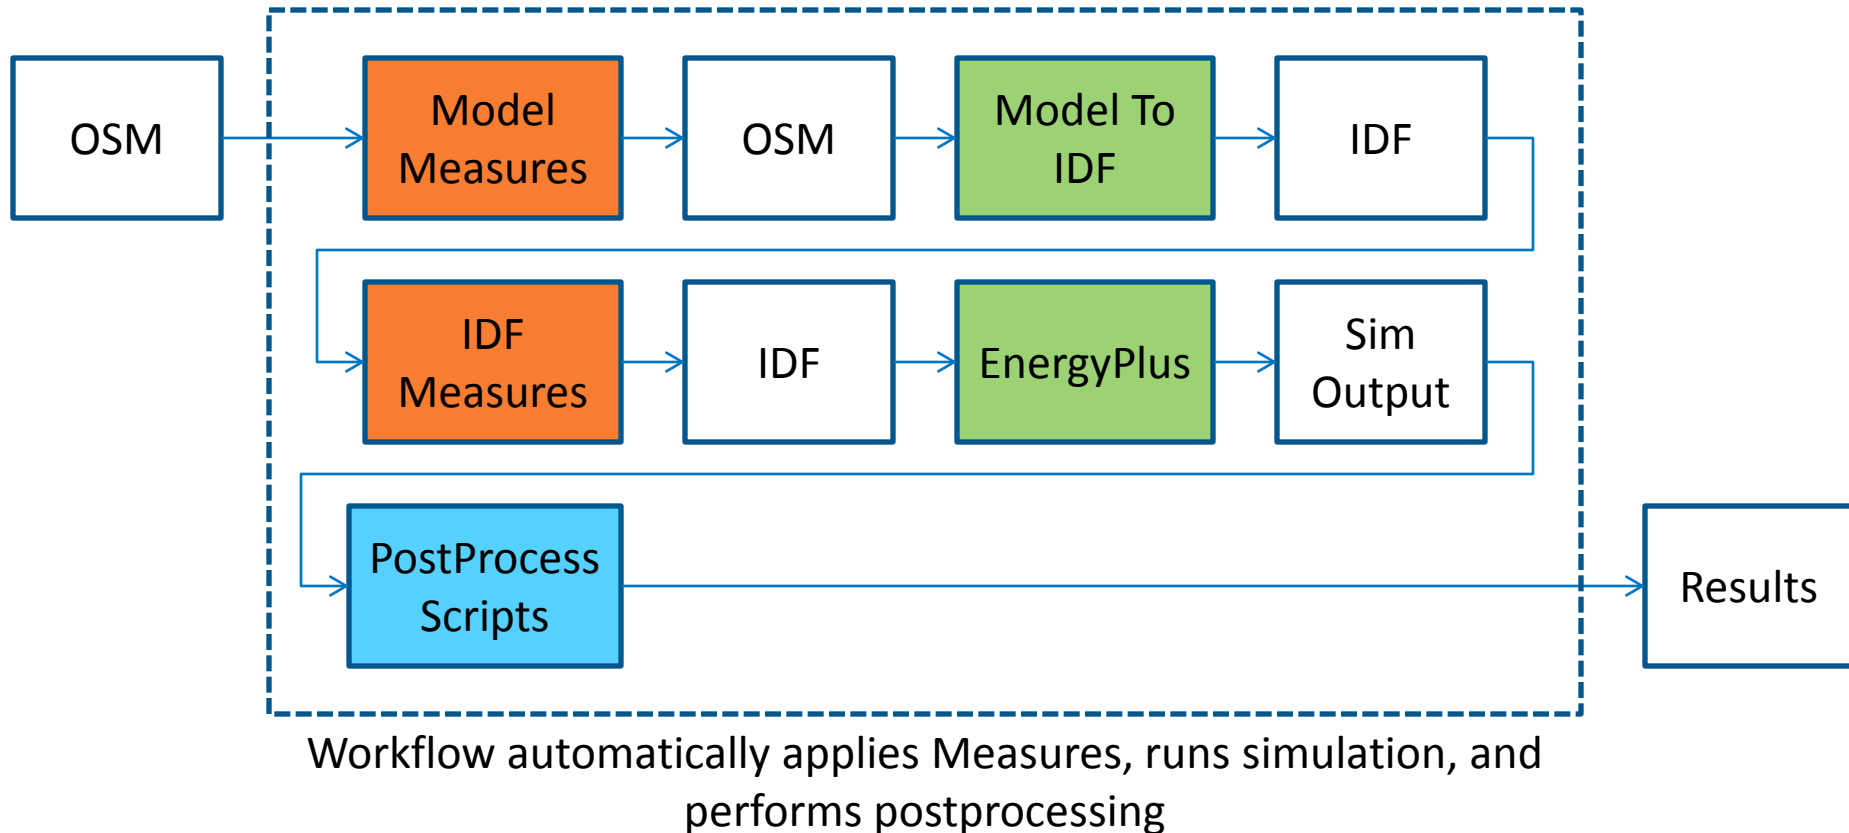 OSM
Model
Measures
OSM
Model To
IDF
IDF
IDF
Measures
IDF
EnergyPlus
Sim
Output
PostProcess
Scripts
Results
Workflow automatically applies Measures, runs simulation, and
performs postprocessing